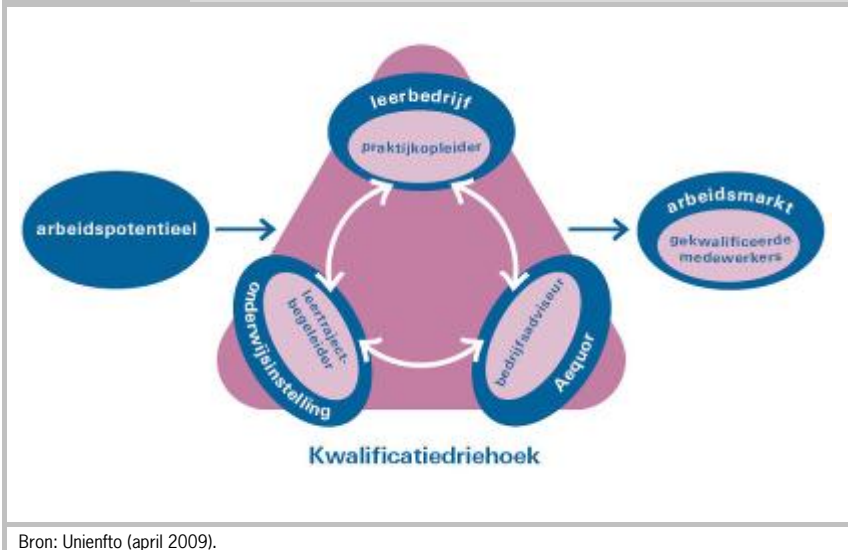 leerbedrijf
praktijkopleider
arbeidspotentieel
arbeidsmarkt
gekwalificeerde
medewerkers
onderwijsinstelling
leertraject-
begeleider
bedrijfsadviseur
Aequor
Kwalificatiedriehoek
Bron: Unienfto (april 2009).